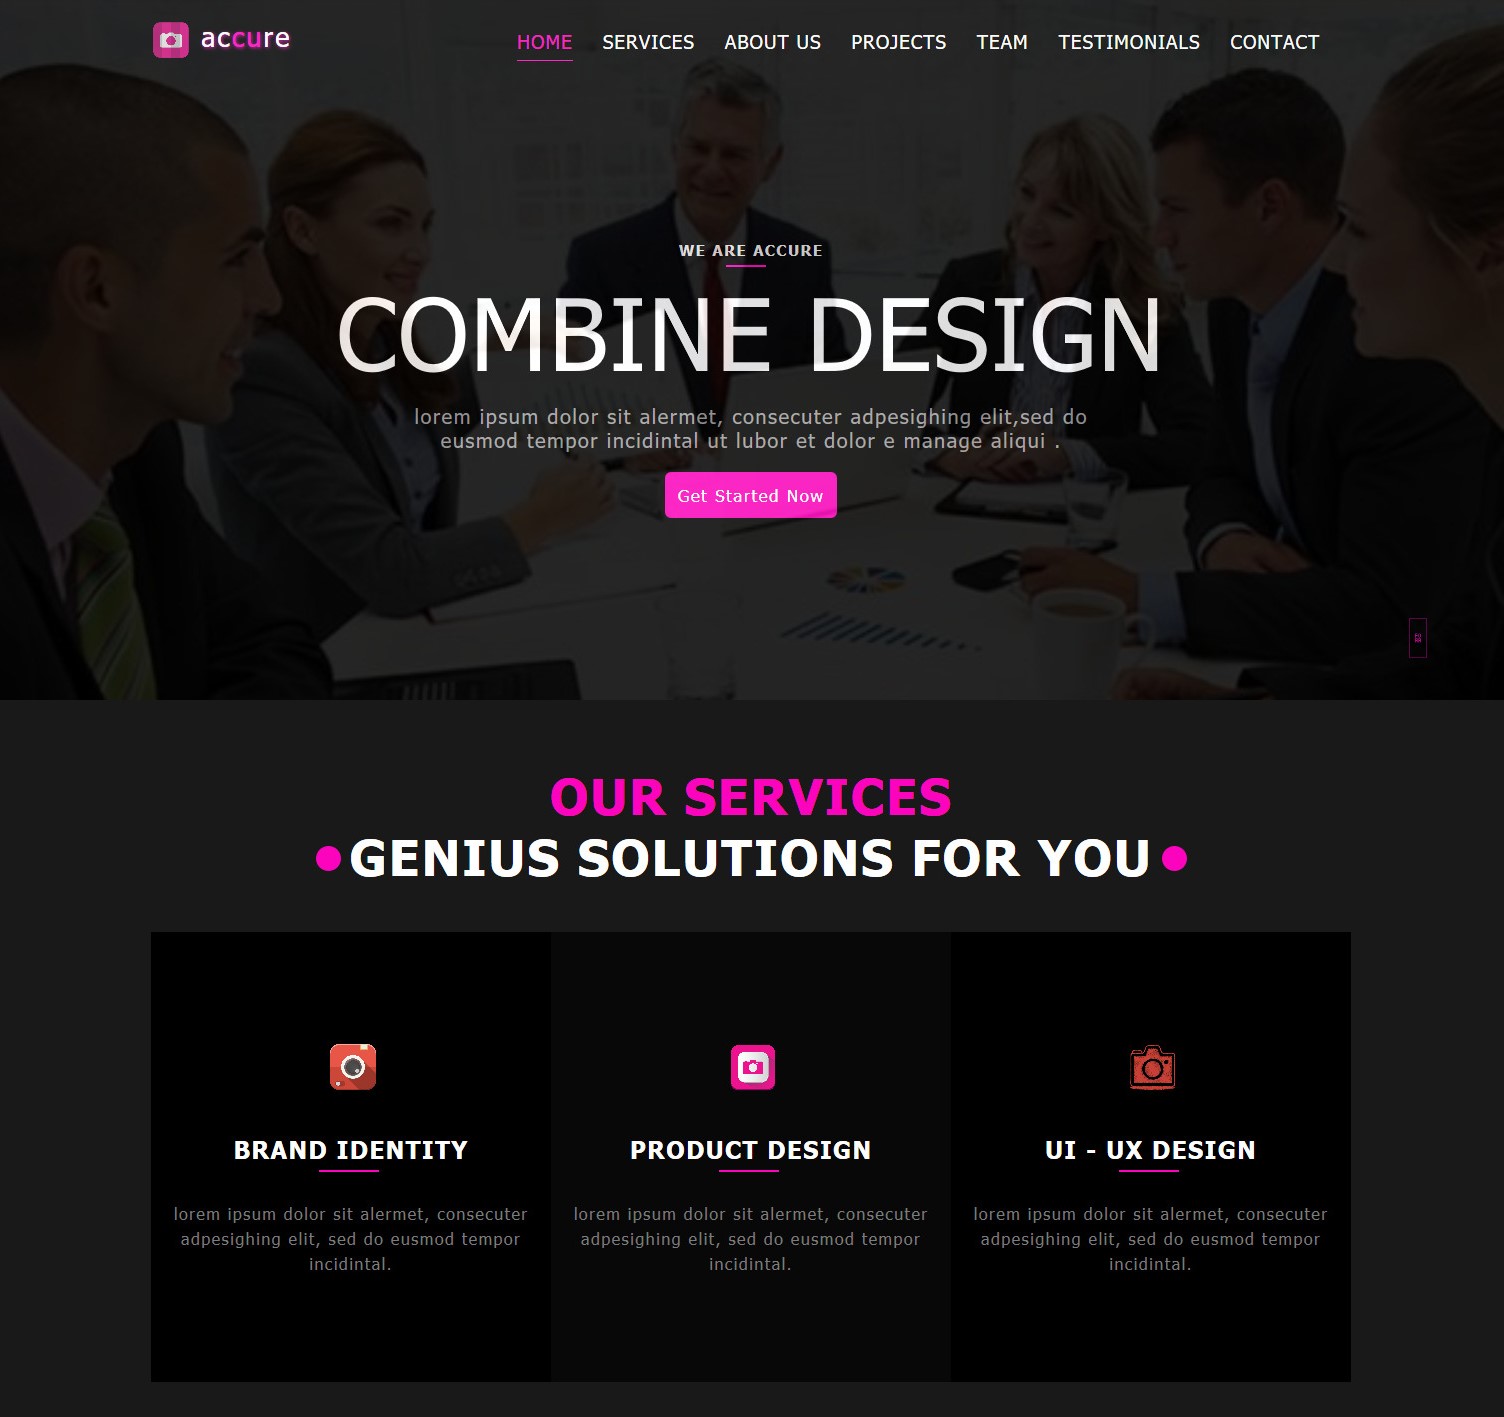 accure
HOME SERVICES ABOUT US PROJECTS TEAM TESTIMONIALS CONTACT
WE ARE ACCURE
COMBINE DESIGN
lorem ipsum dolor sit alermet, consecuter adpesighing elit,sed do
eusmod tempor incidintal ut lubor et dolor e manage aliqui .
Get Started Now
OUR SERVICES
GENIUS SOLUTIONS FOR YOU
BRAND IDENTITY
lorem ipsum dolor sit alermet, consecuter
adpesighing elit, sed do eusmod tempor
incidintal.
PRODUCT DESIGN
lorem ipsum dolor sit alermet, consecuter
adpesighing elit, sed do eusmod tempor
incidintal.
UI - UX DESIGN
lorem ipsum dolor sit alermet, consecuter
adpesighing elit, sed do eusmod tempor
incidintal.